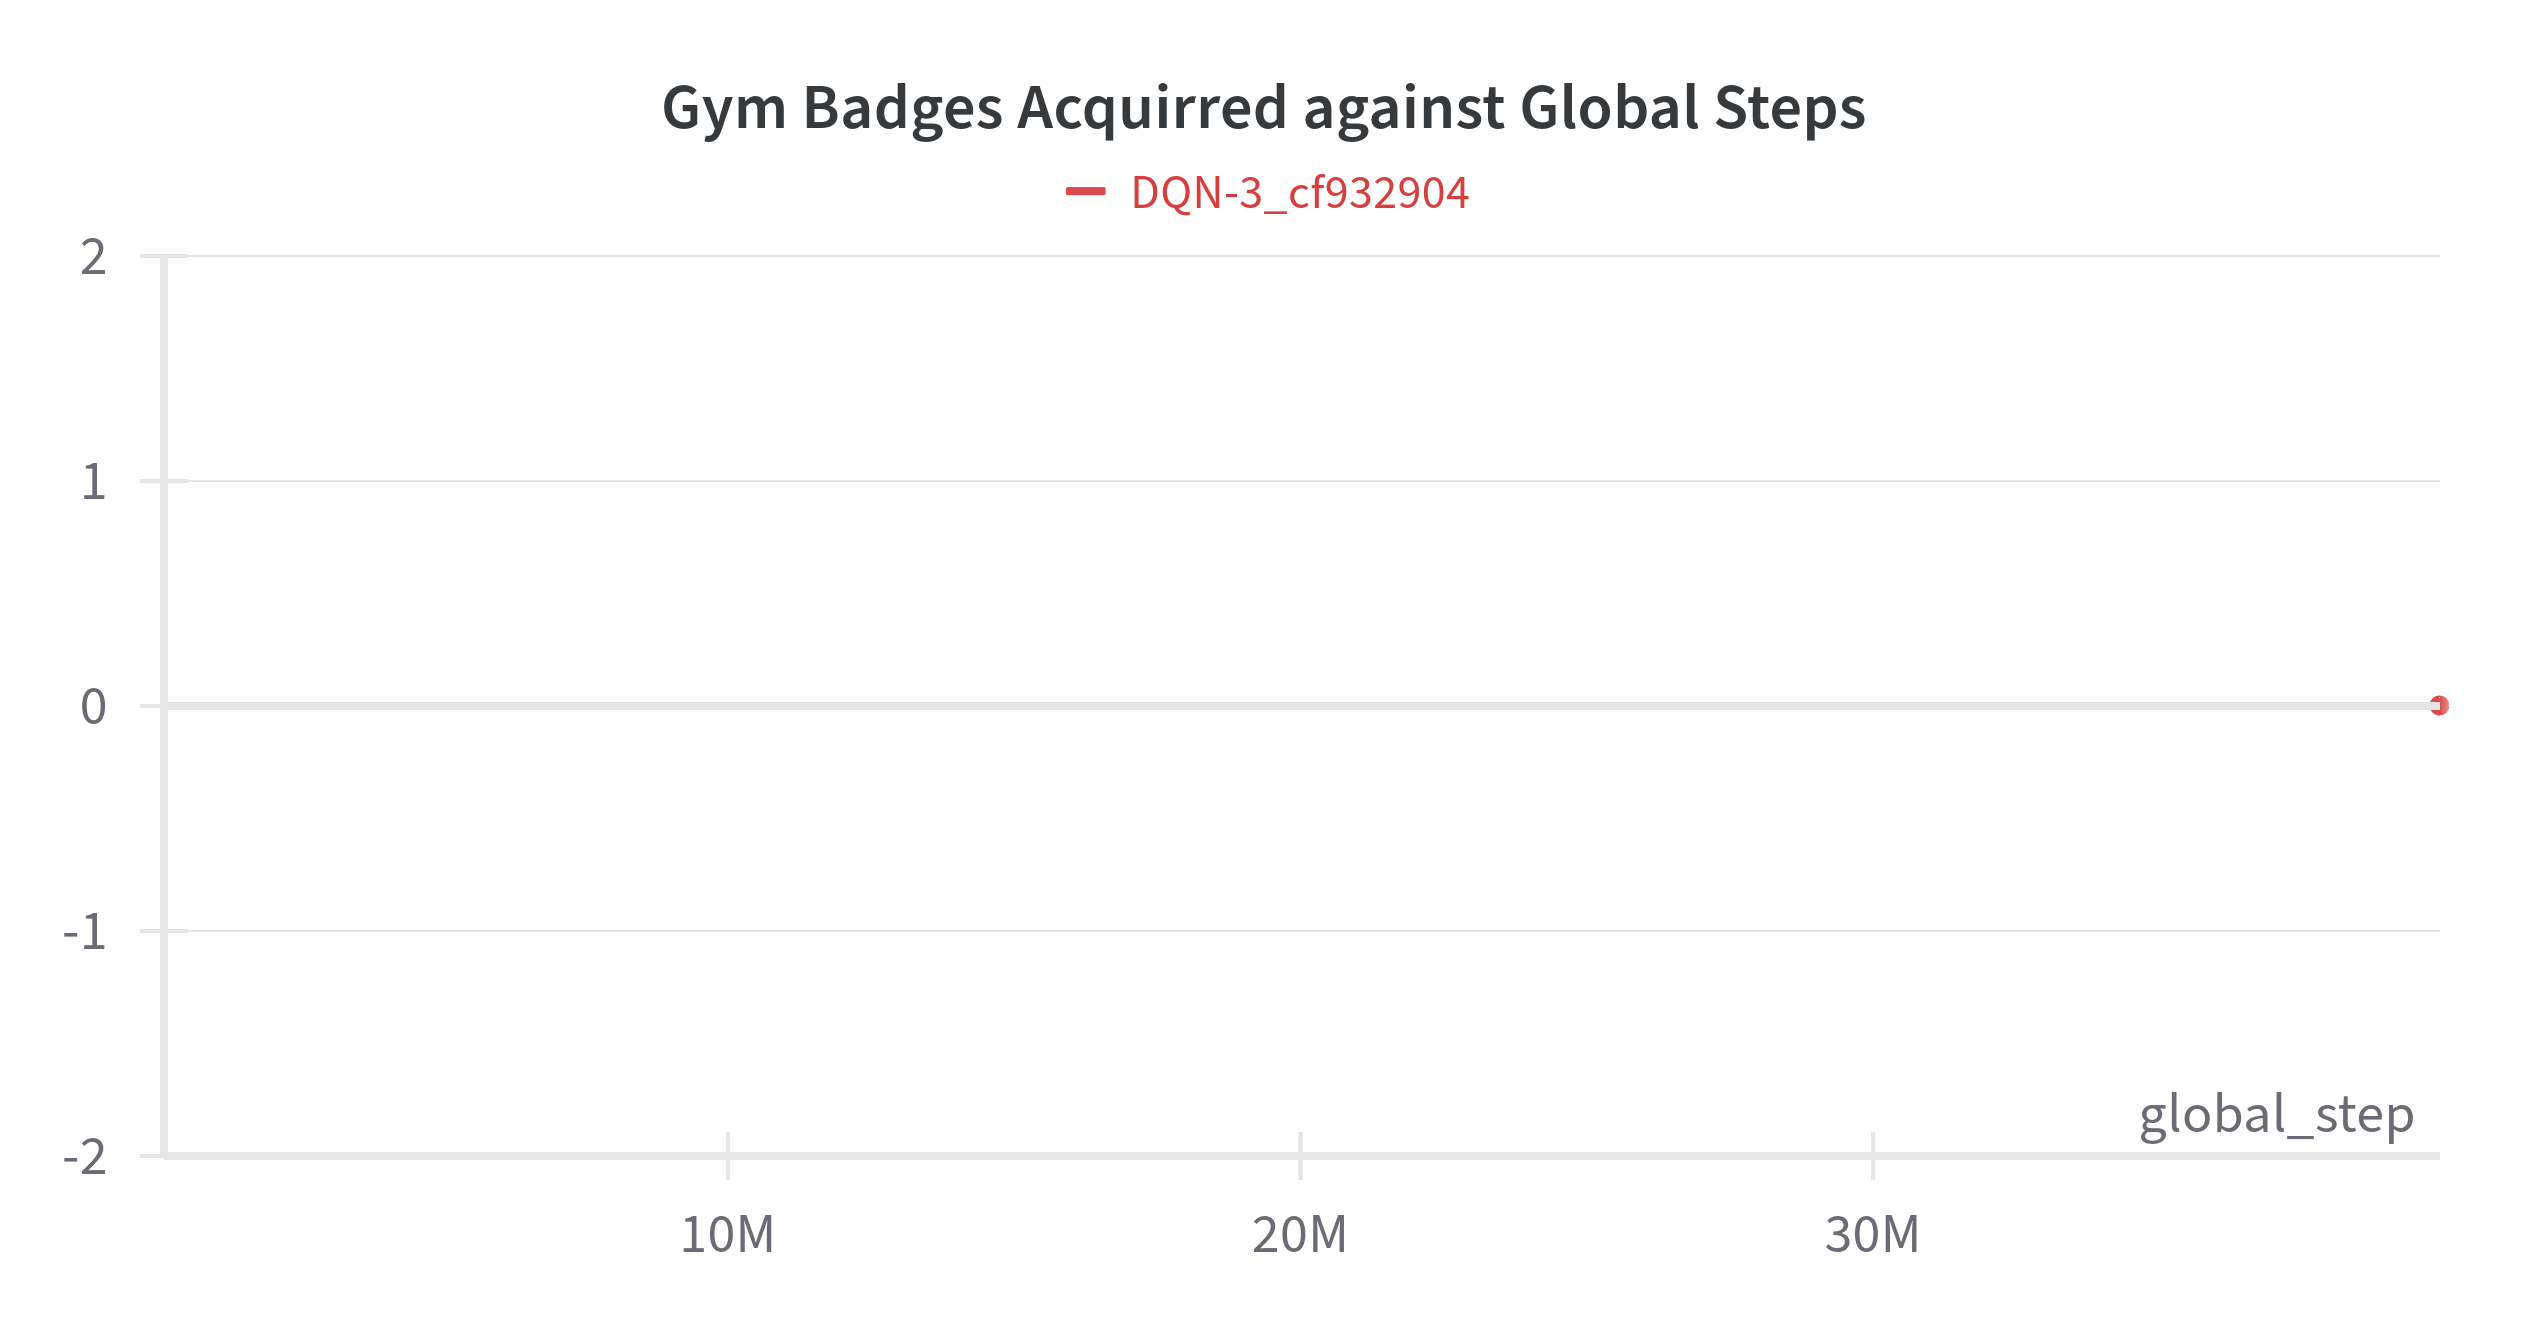 Gym Badges Acquirred against Global Steps
DQN-3_cf932904
2
1
0
-1
-2
global_step
10M 20M 30M